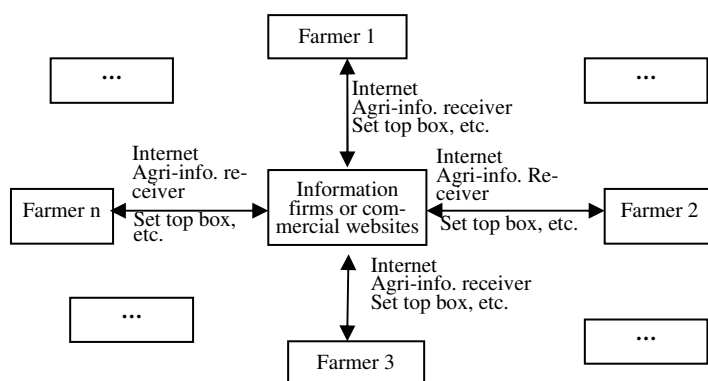 Farmer 1
...
...
Internet
Agri-info. receiver
Set top box, etc.
Internet
Agri-info. re-
ceiver
Set top box,
etc.
Information
firms or com-
mercial websites
Internet
Agri-info. Re-
ceiver
Set top box, etc.
Farmer n
Farmer 2
Internet
Agri-info. receiver
Set top box, etc.
...
...
Farmer 3